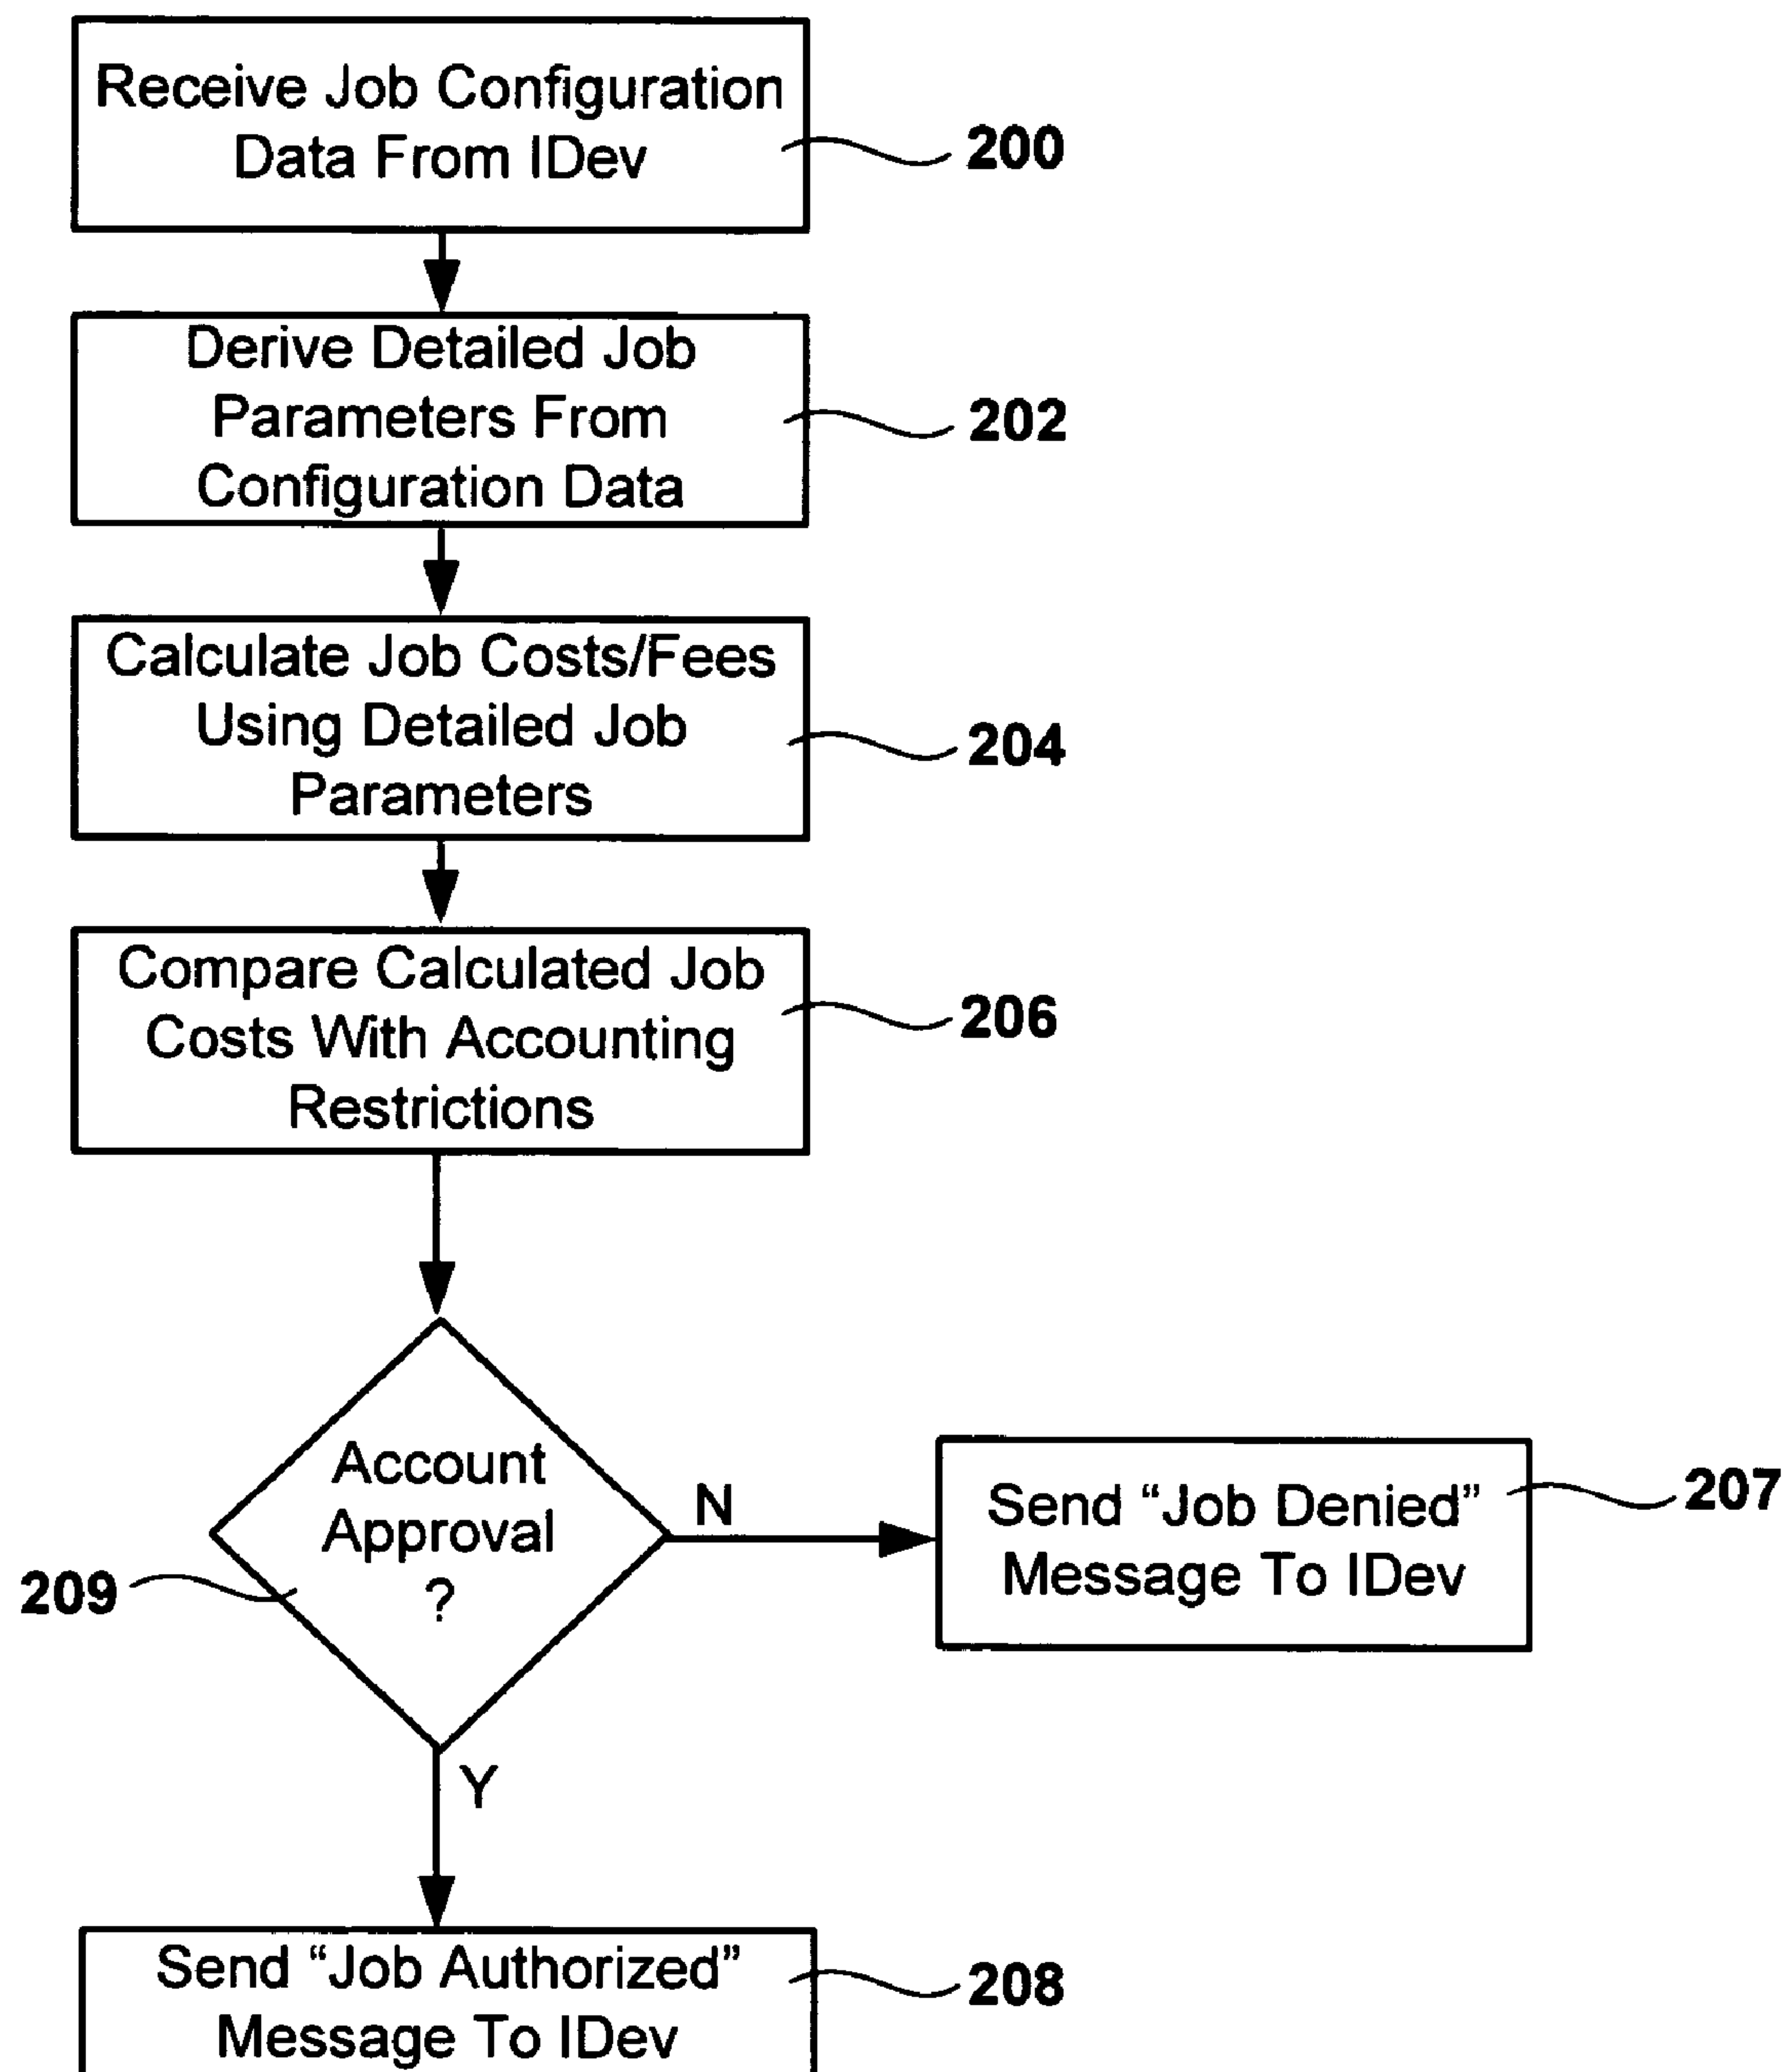 Receive Job Configuration
Data From IDev
200
Derive Detailed Job
Parameters From
Configuration Data
202
Calculate Job Costs/Fees
Using Detailed Job
Parameters
204
Compare Calculated Job
Costs With Accounting
Restrictions
206
Account
Approval
?
209
N
Send “Job Denied”
Message To IDev
207
Y
Send “Job Authorized”
Message To IDev
208